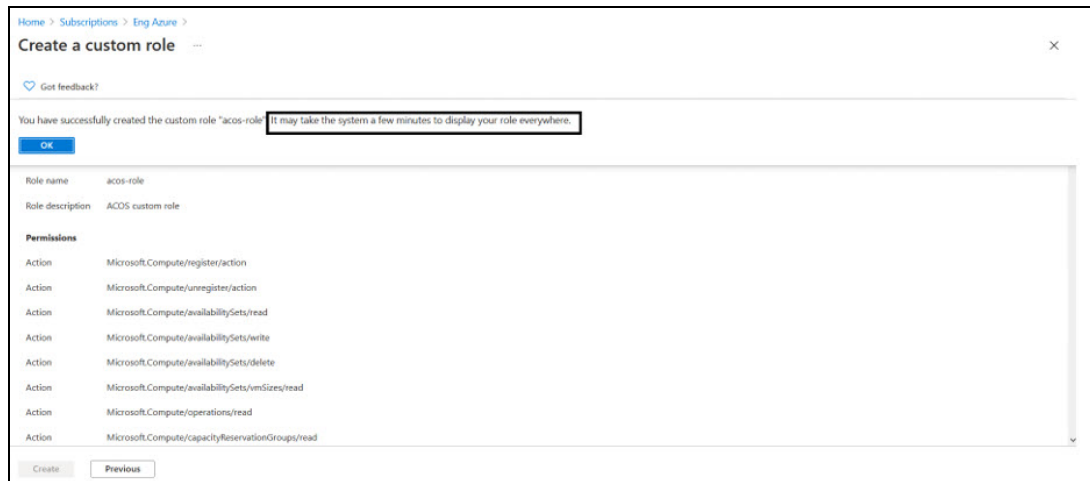 Home > Subscriptions > Eng Azure >
Create a custom role ...
Got feedback?
You have successfully created the custom role "acos-role" It may take the system a few minutes to display your role everywhere.
OK
Role name acos-role
Role description ACOS custom role
Permissions
Action Microsoft.Compute/register/action
Action Microsoft.Compute/unregister/action
Action Microsoft.Compute/availabilitySets/read
Action Microsoft.Compute/availabilitySets/write
Action Microsoft.Compute/availabilitySets/delete
Action Microsoft.Compute/availabilitySets/vmSizes/read
Action Microsoft.Compute/operations/read
Action Microsoft.Compute/capacityReservationGroups/read
Create Previous